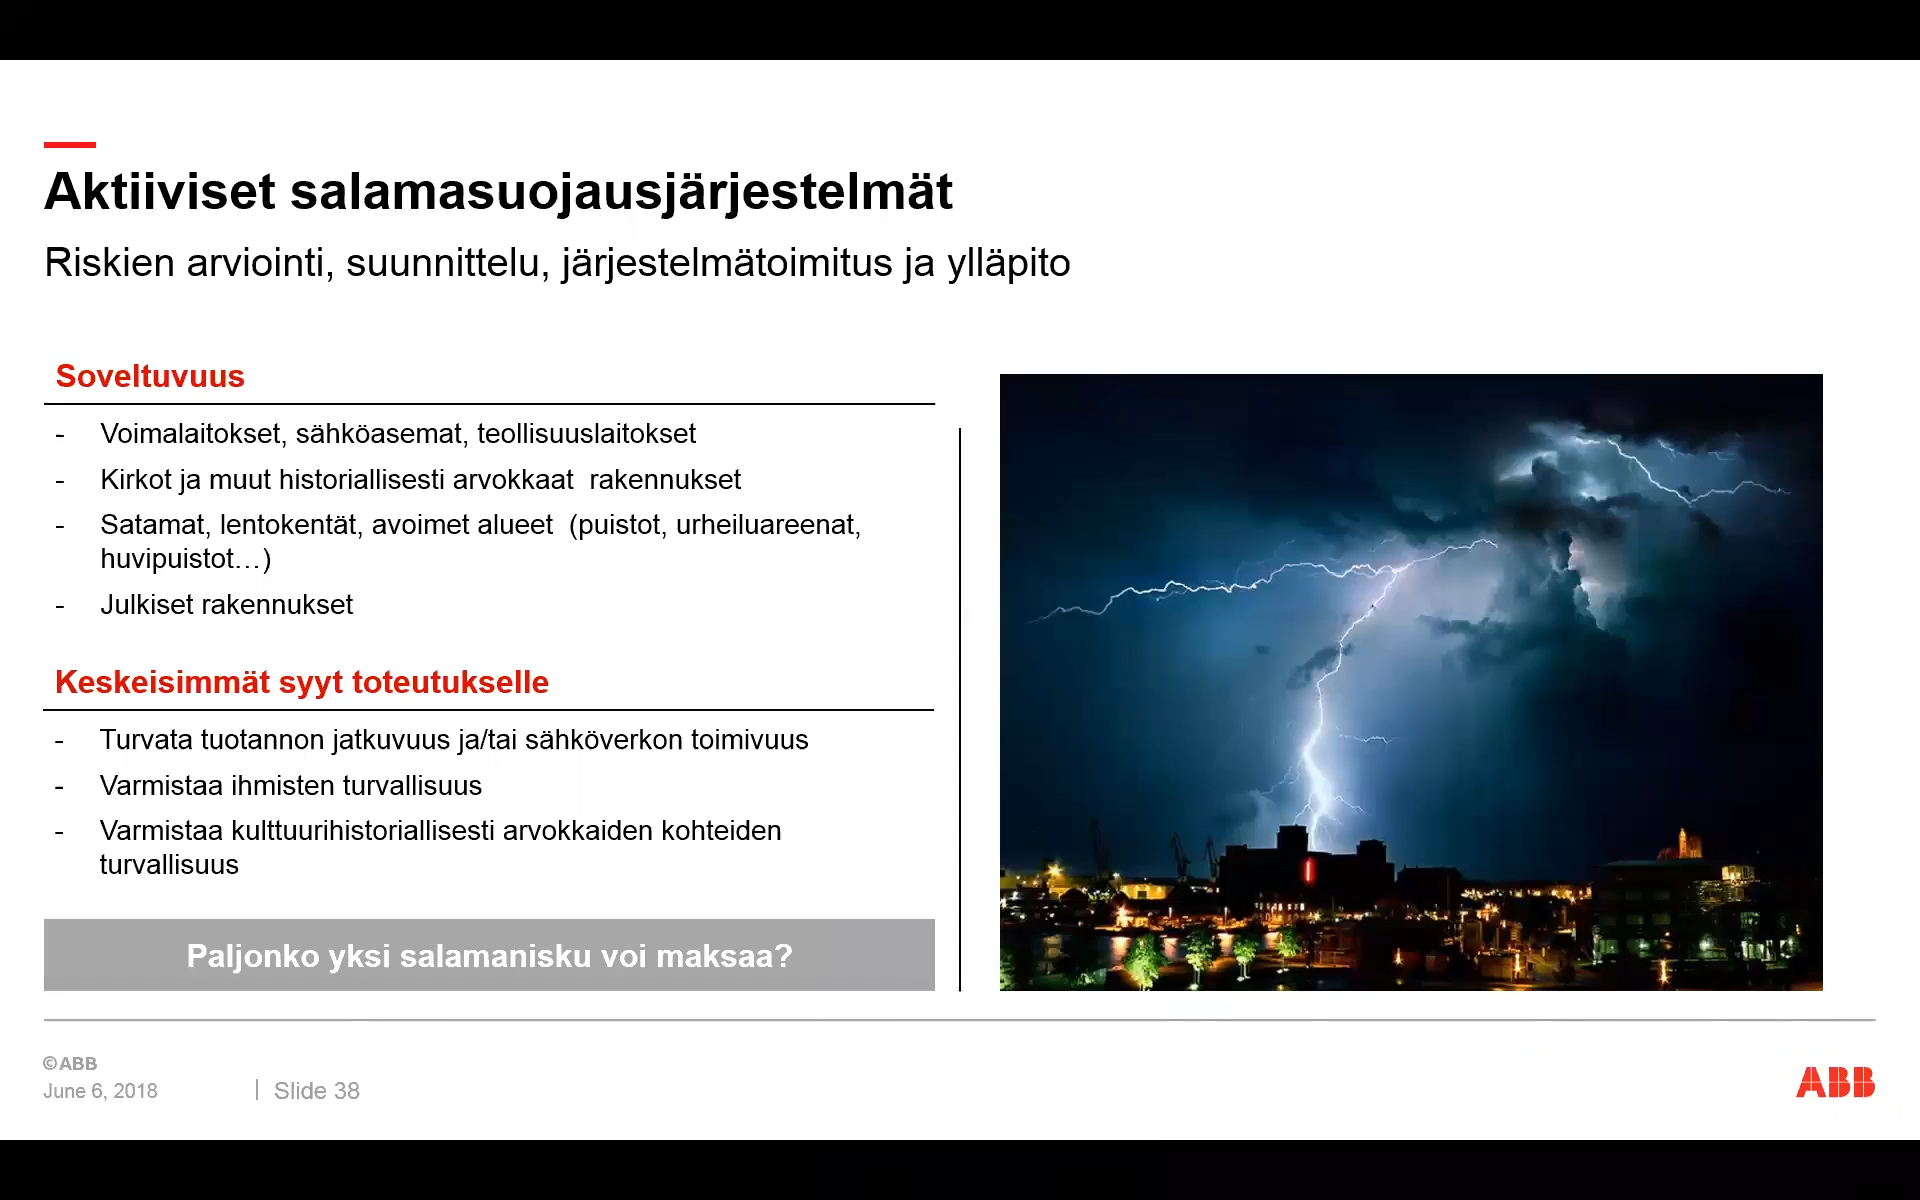 Aktiiviset salamasuojausjärjestelmät
Riskien arviointi, suunnittelu, järjestelmätoimitus ja ylläpito
Soveltuvuus
- Voimalaitokset, sähköasemat, teollisuuslaitokset
- Kirkot ja muut historiallisesti arvokkaat  rakennukset
- Satamat, lentokentät, avoimet alueet  (puistot, urheiluareenat,
huvipuistot…)
- Julkiset rakennukset
Keskeisimmät syyt toteutukselle
- Turvata tuotannon jatkuvuus ja/tai sähköverkon toimivuus
- Varmistaa ihmisten turvallisuus
- Varmistaa kulttuurihistoriallisesti arvokkaiden kohteiden
turvallisuus
Paljonko yksi salamanisku voi maksaa?
©ABB
June 6, 2018 | Slide 38
ABB